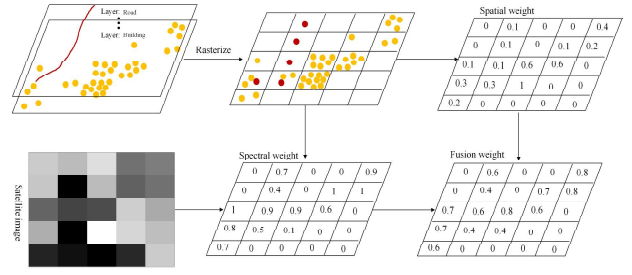 Layer: Road
Layer: Building
Rasterize
Spatial weight
0 0.1 0 0 0.4
0 0.1 0 0.1 0.2
0.1 0.1 0.6 0.6 0
0.3 0.3 1 0 0
0.2 0 0 0 0
Satellite image
Spectral weight
0 0.7 0 0 0.9
0 0.4 0 1 1
1 0.9 0.9 0.6 0
0.8 0.5 0.1 0 0
0.7 0 0 0 0
Fusion weight
0 0.6 0 0 0.8
0 0.4 0 0.7 0.8
0.7 0.6 0.8 0.6 0
0.7 0.4 0.4 0 0
0.6 0 0 0 0